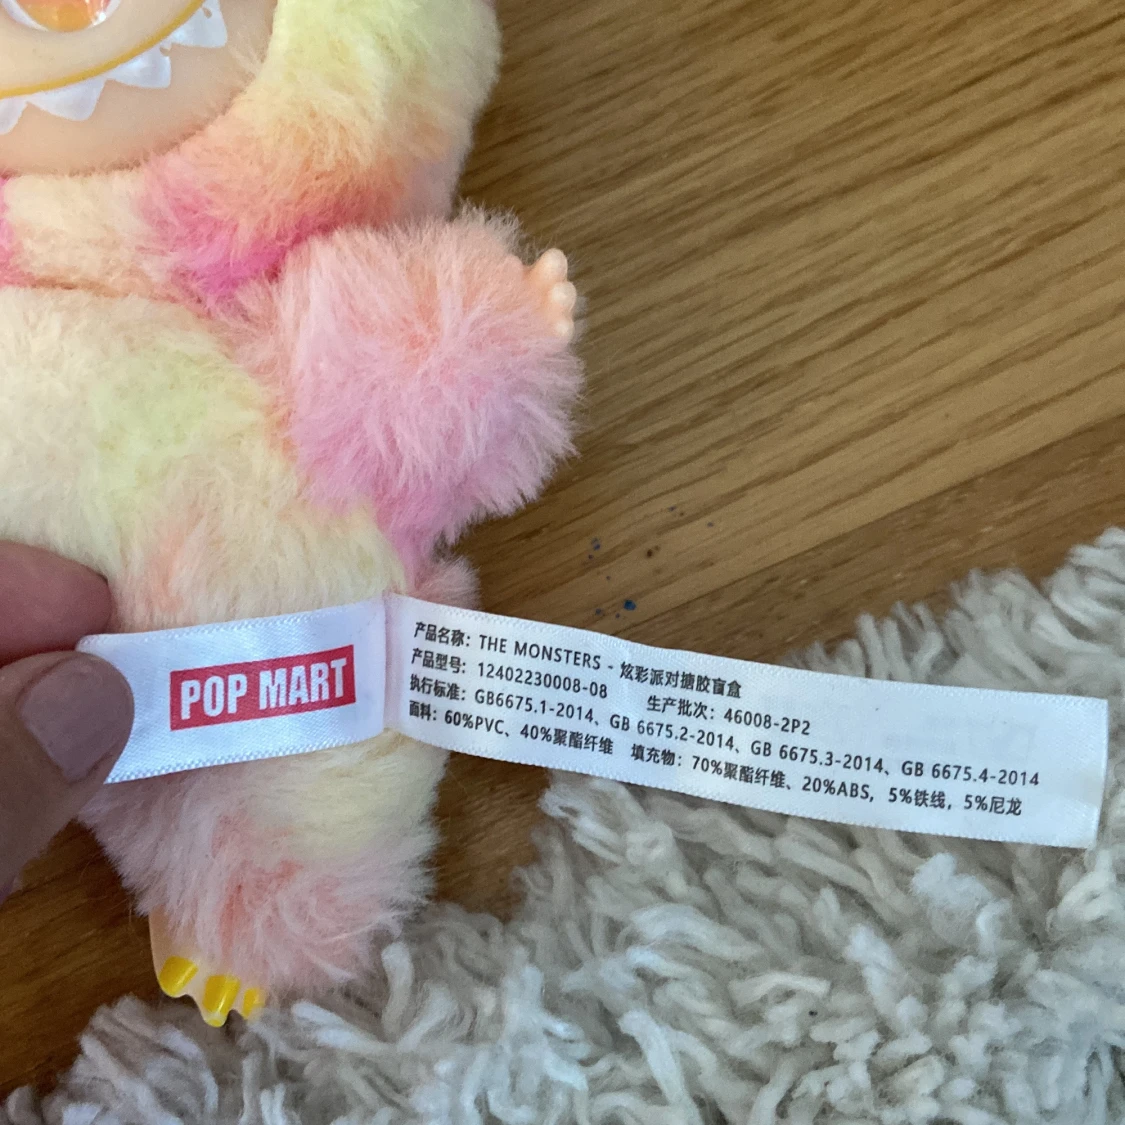 POP MART
产品名称：THE MONSTERS - 炫彩派对搪胶盲盒
产品型号：12402230008-08 生产批次：46008-2P2
执行标准：GB6675.1-2014、GB 6675.2-2014、GB 6675.3-2014、GB 6675.4-2014
面料：60%PVC、40%聚酯纤维 填充物：70%聚酯纤维、20%ABS，5%铁线，5%尼龙